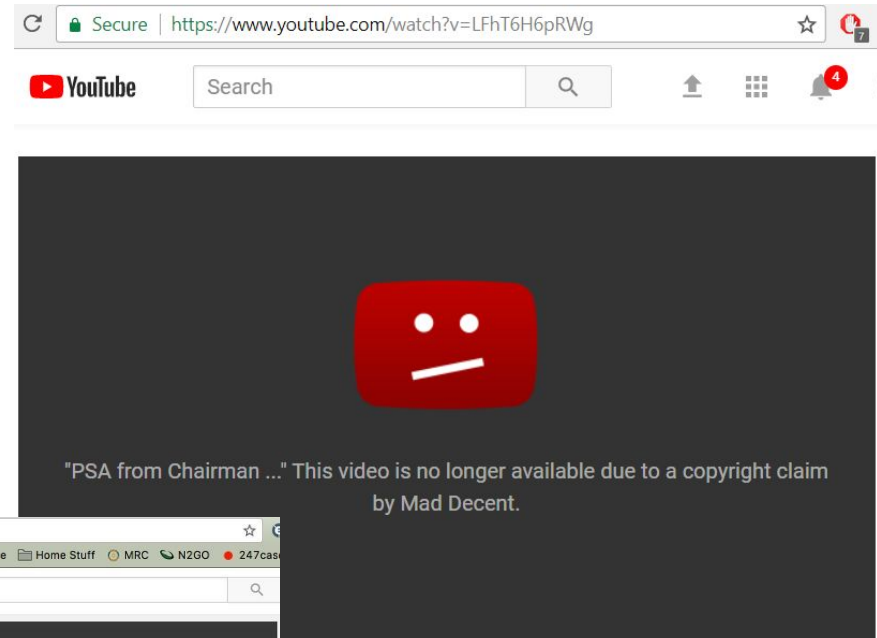 Secure | https://www.youtube.com/watch?v=LFhT6H6pRWg
7
YouTube
Search
4
"PSA from Chairman ..." This video is no longer available due to a copyright claim
by Mad Decent.
Home Stuff MRC N2GO